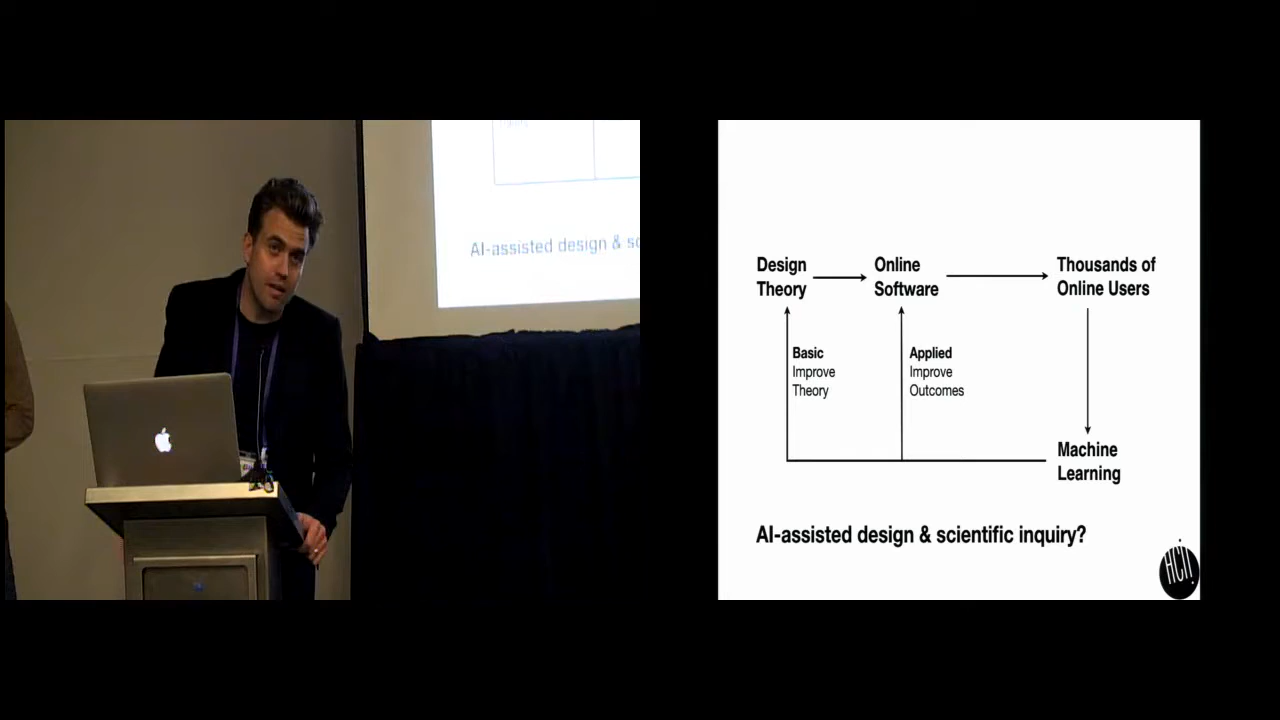 AI-assisted design & sc
Design
Theory
Online
Software
Thousands of
Online Users
Basic
Improve
Theory
Applied
Improve
Outcomes
Machine
Learning
AI-assisted design & scientific inquiry?
HCII